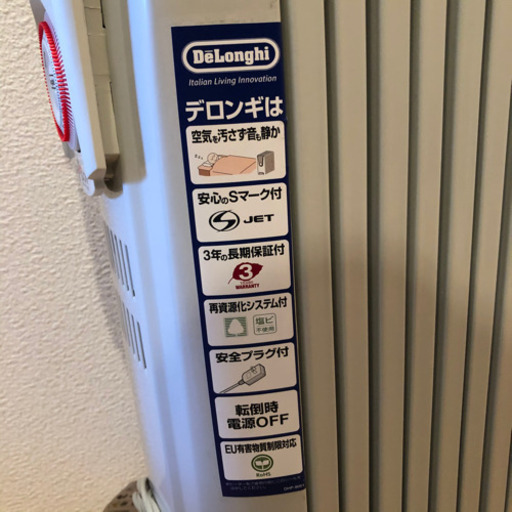 DeLonghi
Italian Living Innovation
デロンギは
空気を汚さず音も静か
安心のSマーク付
S JET
3年の長期保証付
3
WARRANTY
再資源化システム付
塩ビ
不使用
安全プラグ付
転倒時
電源OFF
EU有害物質制限対応
RoHS